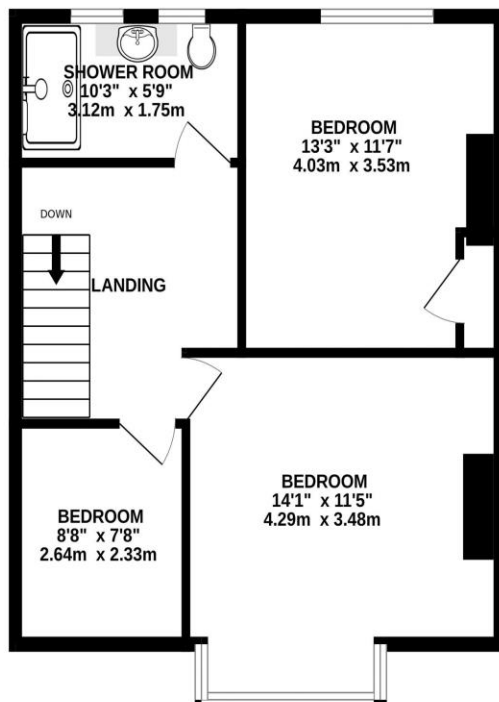 SHOWER ROOM
10'3" x 5'9"
3.12m x 1.75m
BEDROOM
13'3" x 11'7"
4.03m x 3.53m
DOWN
LANDING
BEDROOM
14'1" x 11'5"
4.29m x 3.48m
BEDROOM
8'8" x 7'8"
2.64m x 2.33m